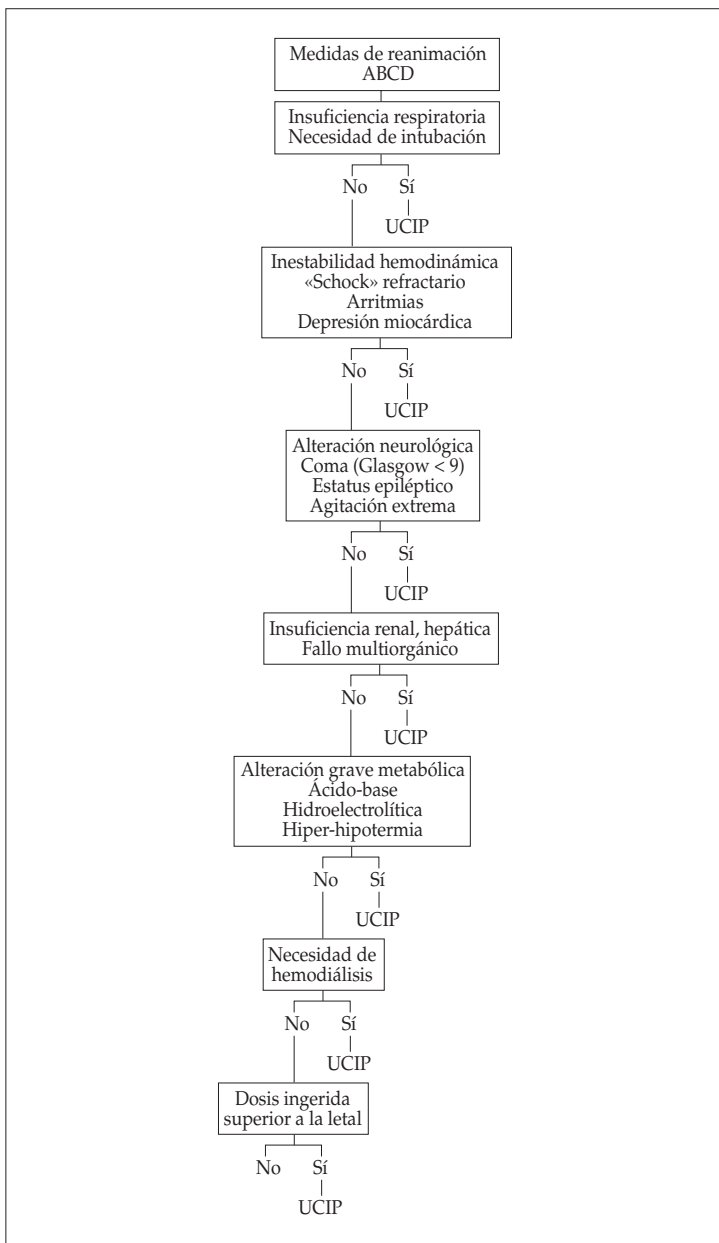 Medidas de reanimación
ABCD
Insuficiencia respiratoria
Necesidad de intubación
No Sí
UCIP
Inestabilidad hemodinámica
«Schock» refractario
Arritmias
Depresión miocárdica
No Sí
UCIP
Alteración neurológica
Coma (Glasgow < 9)
Estatus epiléptico
Agitación extrema
No Sí
UCIP
Insuficiencia renal, hepática
Fallo multiorgánico
No Sí
UCIP
Alteración grave metabólica
Ácido-base
Hidroelectrolítica
Hiper-hipotermia
No Sí
UCIP
Necesidad de
hemodiálisis
No Sí
UCIP
Dosis ingerida
superior a la letal
No Sí
UCIP